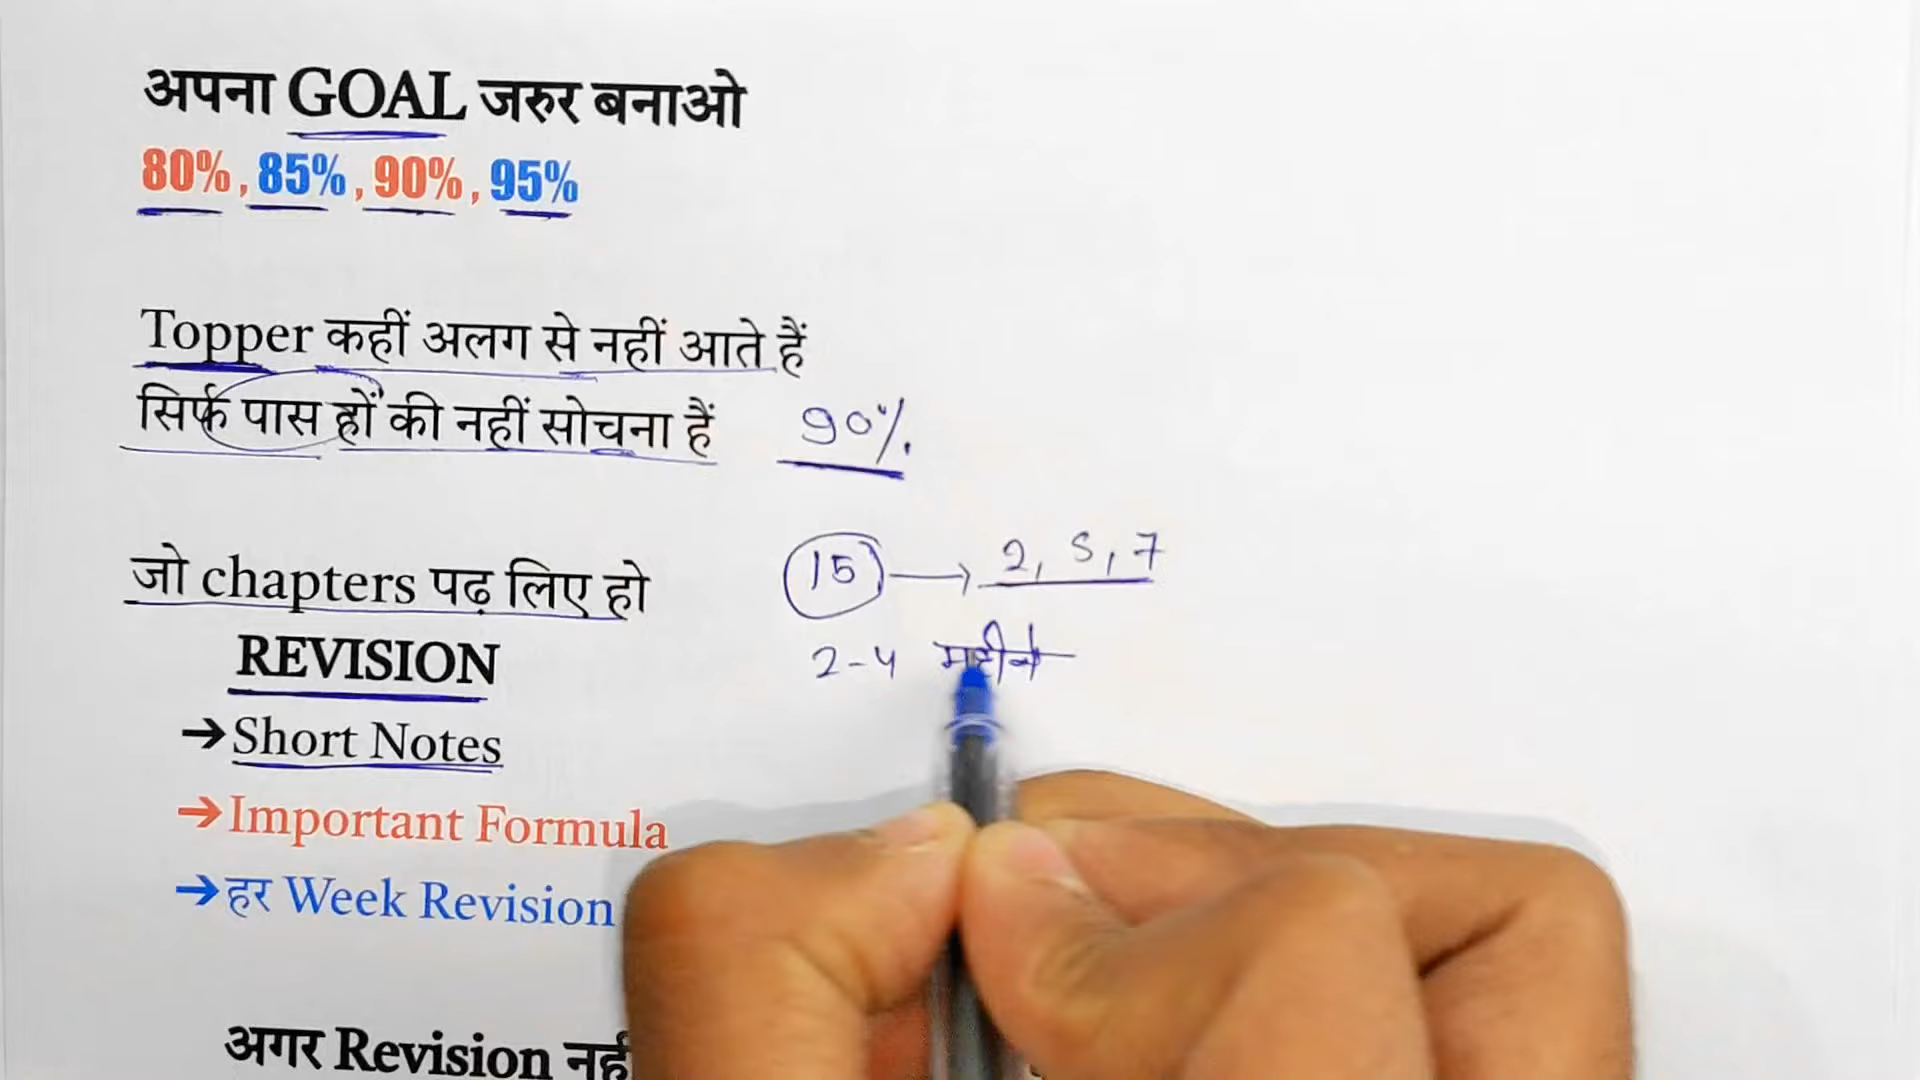 अपना GOAL जरुर बनाओ
80%, 85%, 90%, 95%
Topper कहीं अलग से नहीं आते हैं
सिर्फ पास हों की नहीं सोचना हैं
90%.
जो chapters पढ़ लिए हो
15 → 2, 5, 7
REVISION
2-4 महीने
→Short Notes
→Important Formula
→हर Week Revision
अगर Revision